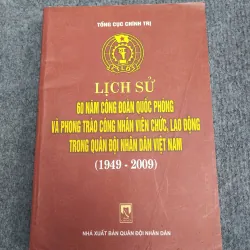 TỔNG CỤC CHÍNH TRỊ
LỊCH SỬ
60 NĂM CÔNG ĐOÀN QUỐC PHÒNG
VÀ PHONG TRÀO CÔNG NHÂN VIÊN CHỨC, LAO ĐỘNG
TRONG QUÂN ĐỘI NHÂN DÂN VIỆT NAM
(1949 - 2009)
NHÀ XUẤT BẢN QUÂN ĐỘI NHÂN DÂN